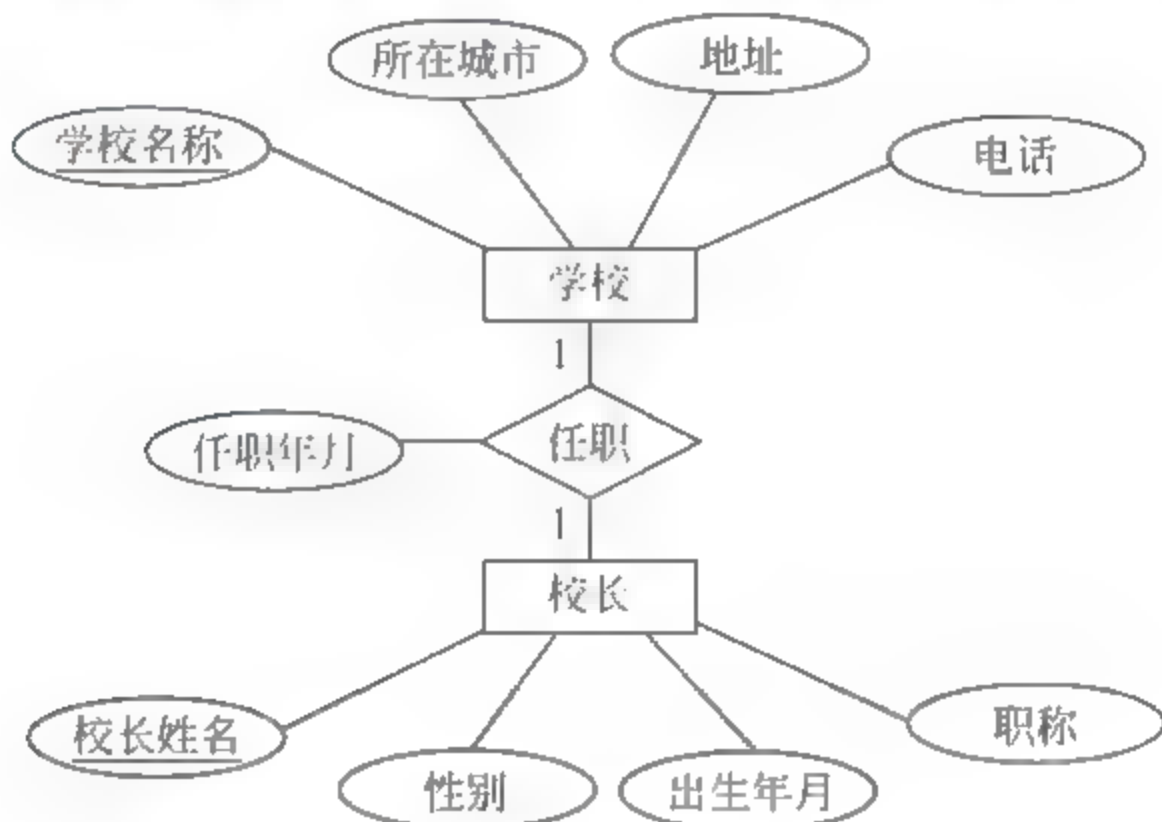 所在城市
地址
学校名称
电话
学校
1
任职年月
任职
1
校长
校长姓名
职称
性别
出生年月